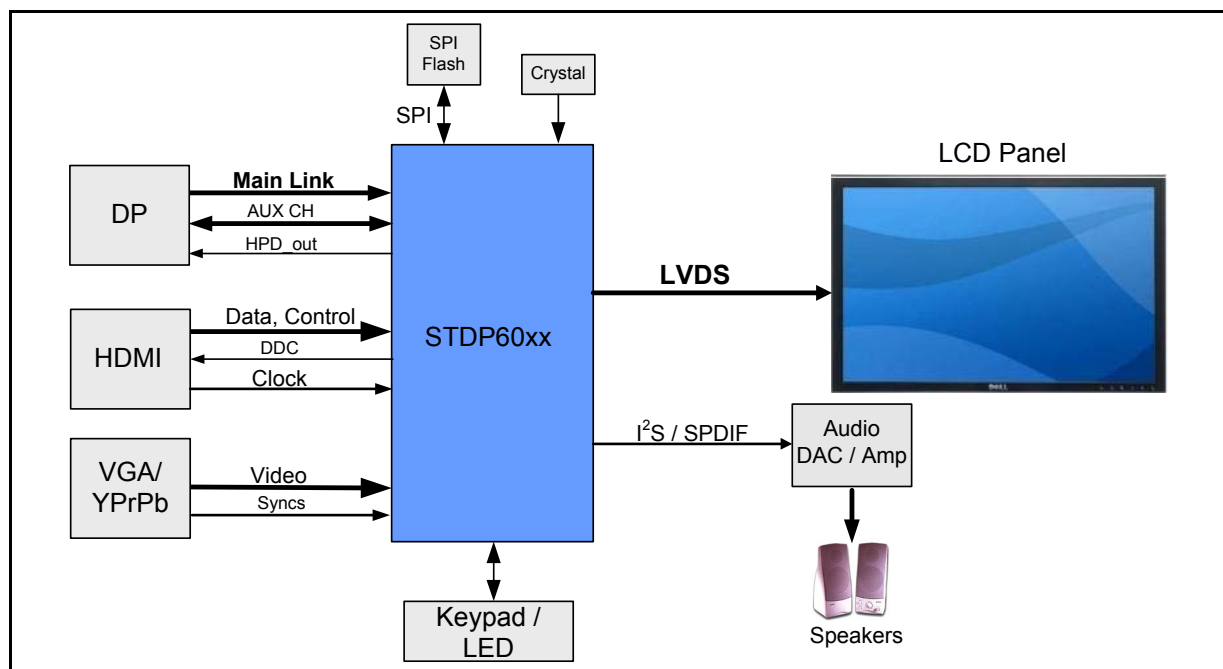 SPI
Flash
Crystal
SPI
LCD Panel
DP
Main Link
AUX CH
HPD_out
HDMI
Data, Control
DDC
Clock
VGA/
YPrPb
Video
Syncs
STDP60xx
LVDS
DELL
I²S / SPDIF
Audio
DAC / Amp
Keypad /
LED
Speakers